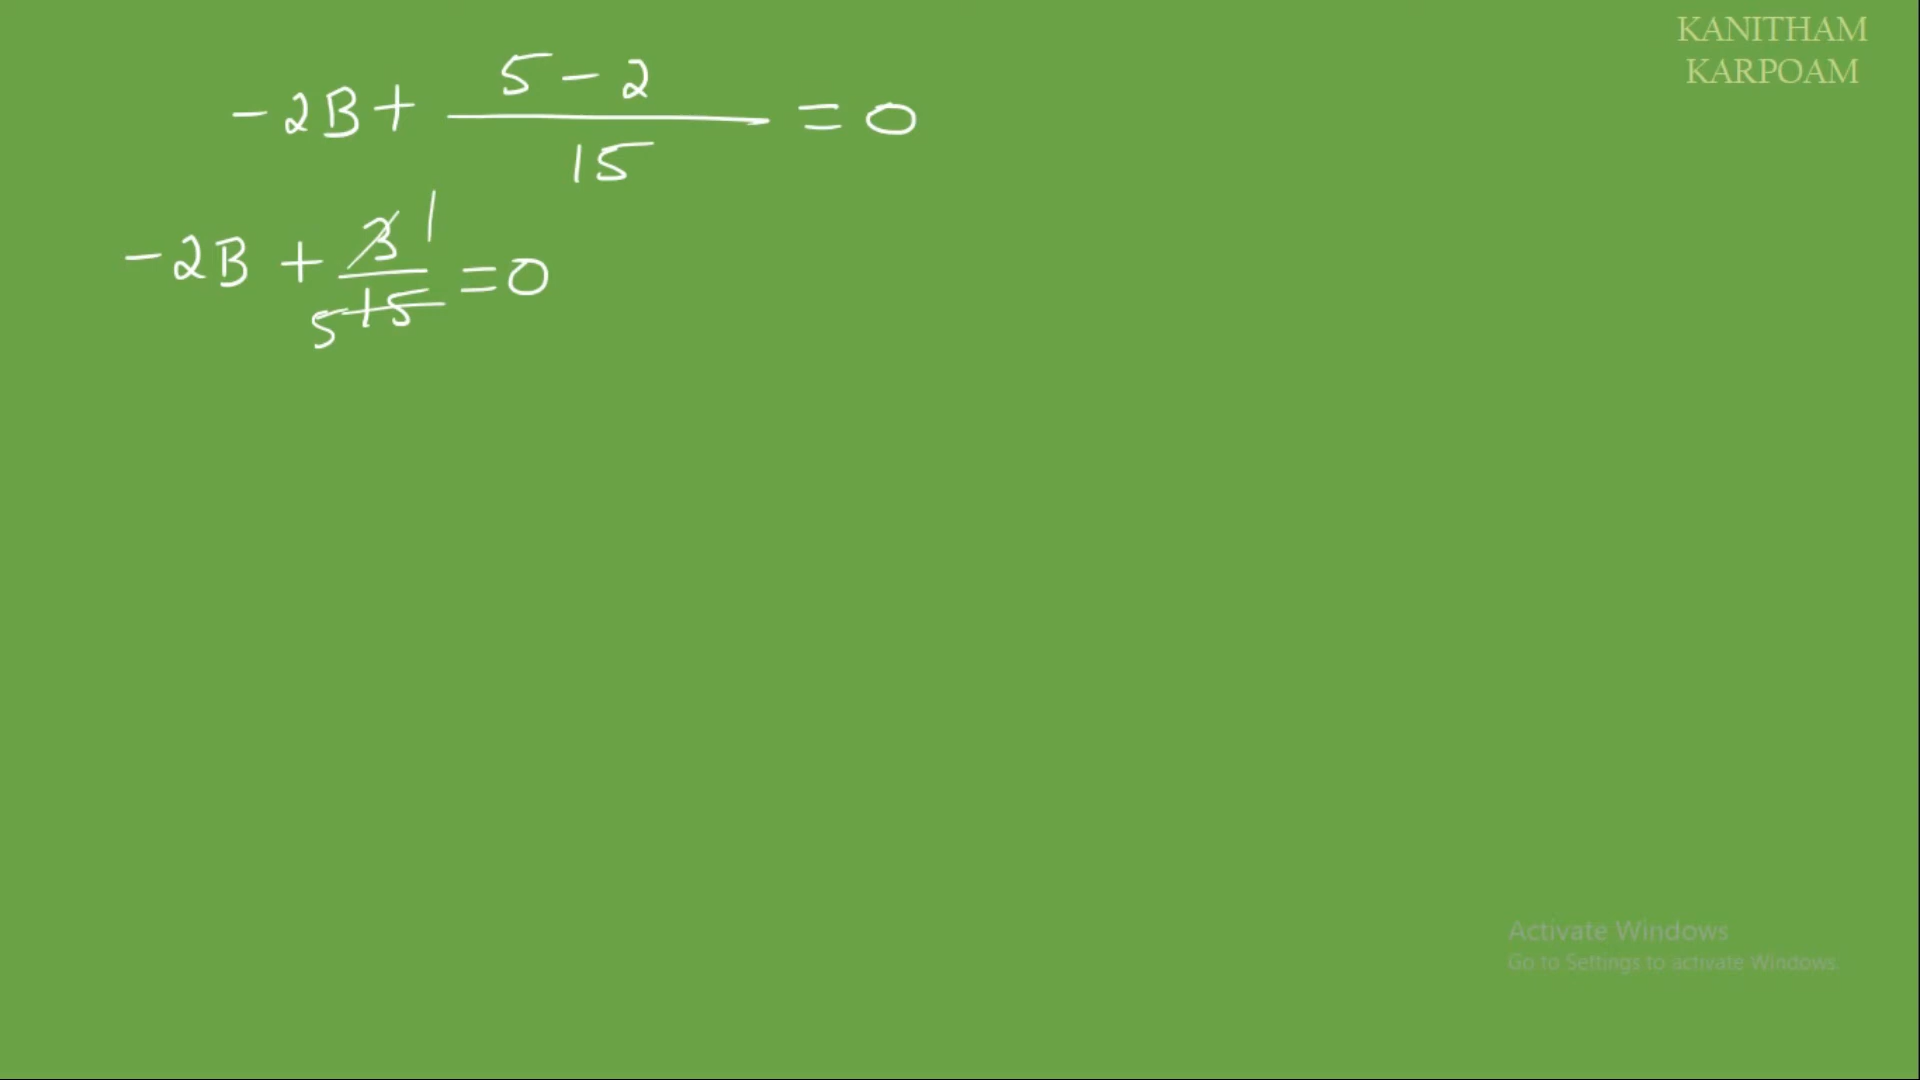 KANITHAM
KARPOAM
-2B + 5-2/15 = 0
-2B + 3/15 1/5 = 0
Activate Windows
Go to Settings to activate Windows.